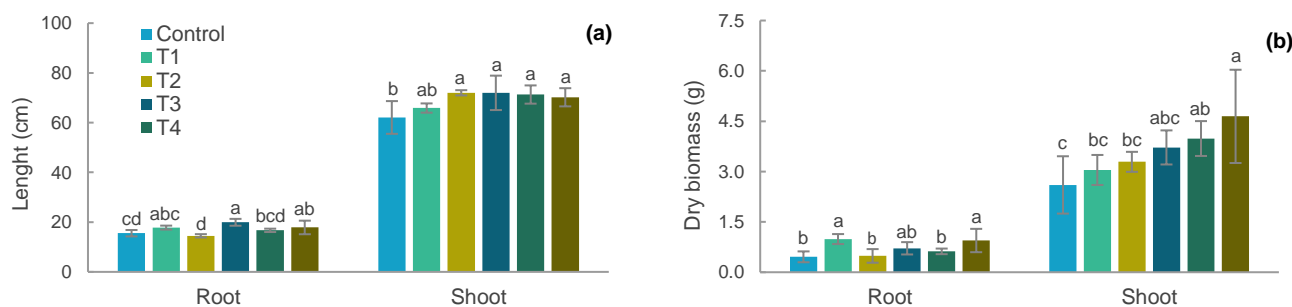 (a)
Lenght (cm)
100
80
60
40
20
0
Control
T1
T2
T3
T4
cd abc d a bcd ab
b ab a a a a
Root Shoot
(b)
Dry biomass (g)
7.5
6.0
4.5
3.0
1.5
0.0
b a b ab b a
c bc bc abc ab a
Root Shoot